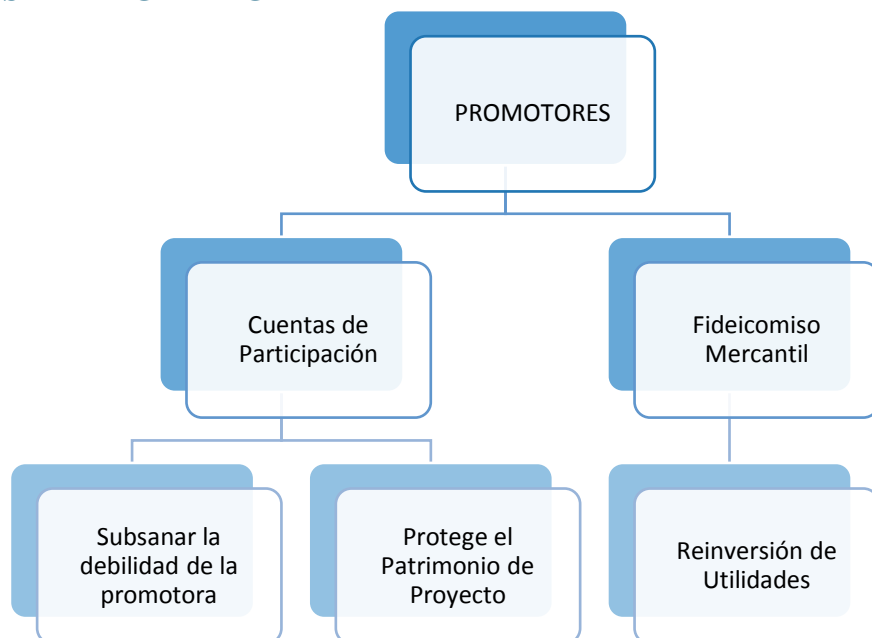 PROMOTORES
Cuentas de
Participación
Fideicomiso
Mercantil
Subsanar la
debilidad de la
promotora
Protege el
Patrimonio de
Proyecto
Reinversión de
Utilidades